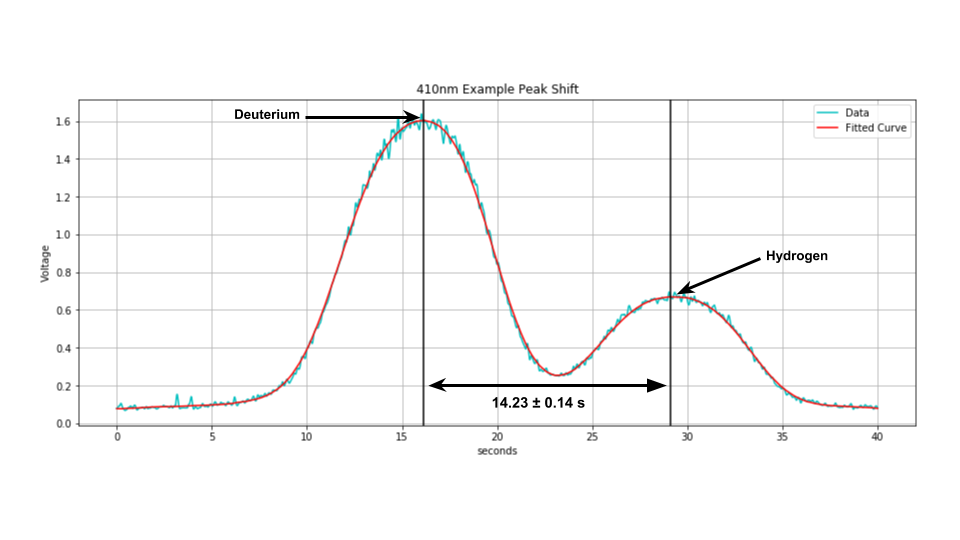 410nm Example Peak Shift
Deuterium
Data
Fitted Curve
Hydrogen
14.23 ± 0.14 s
Voltage
1.6
1.4
1.2
1.0
0.8
0.6
0.4
0.2
0.0
0 5 10 15 20 25 30 35 40
seconds